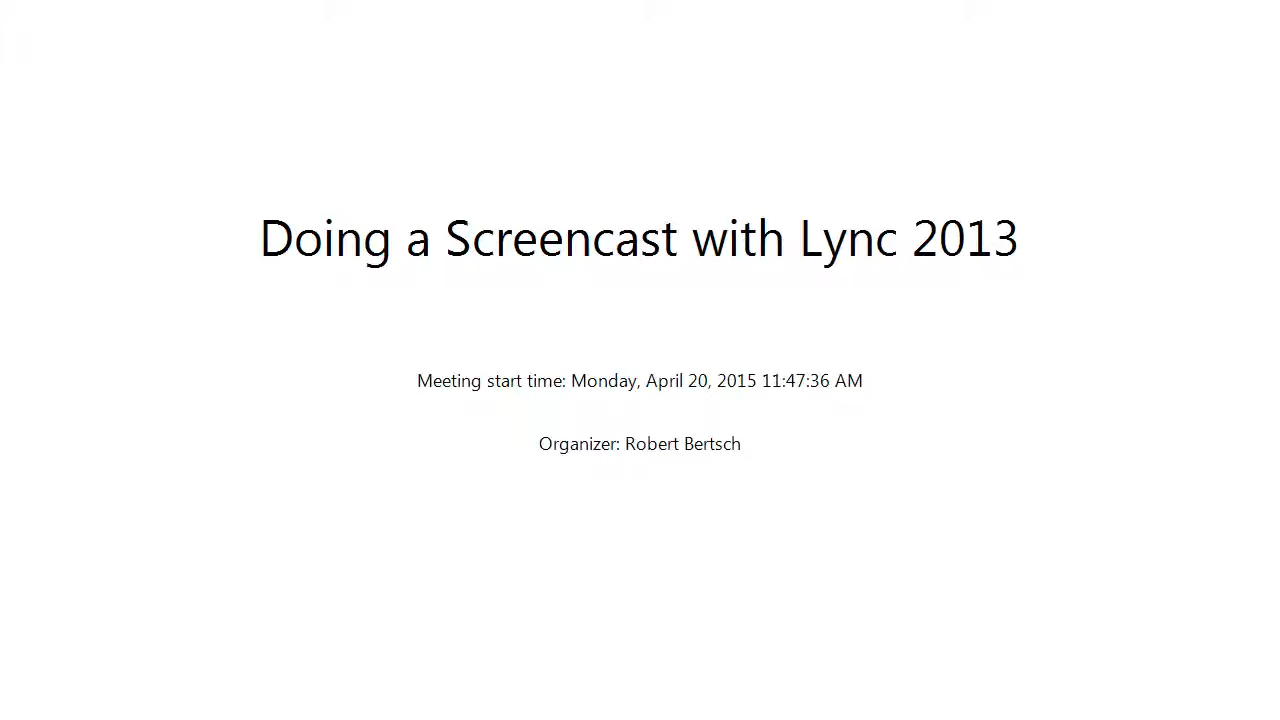 Doing a Screencast with Lync 2013
Meeting start time: Monday, April 20, 2015 11:47:36 AM
Organizer: Robert Bertsch